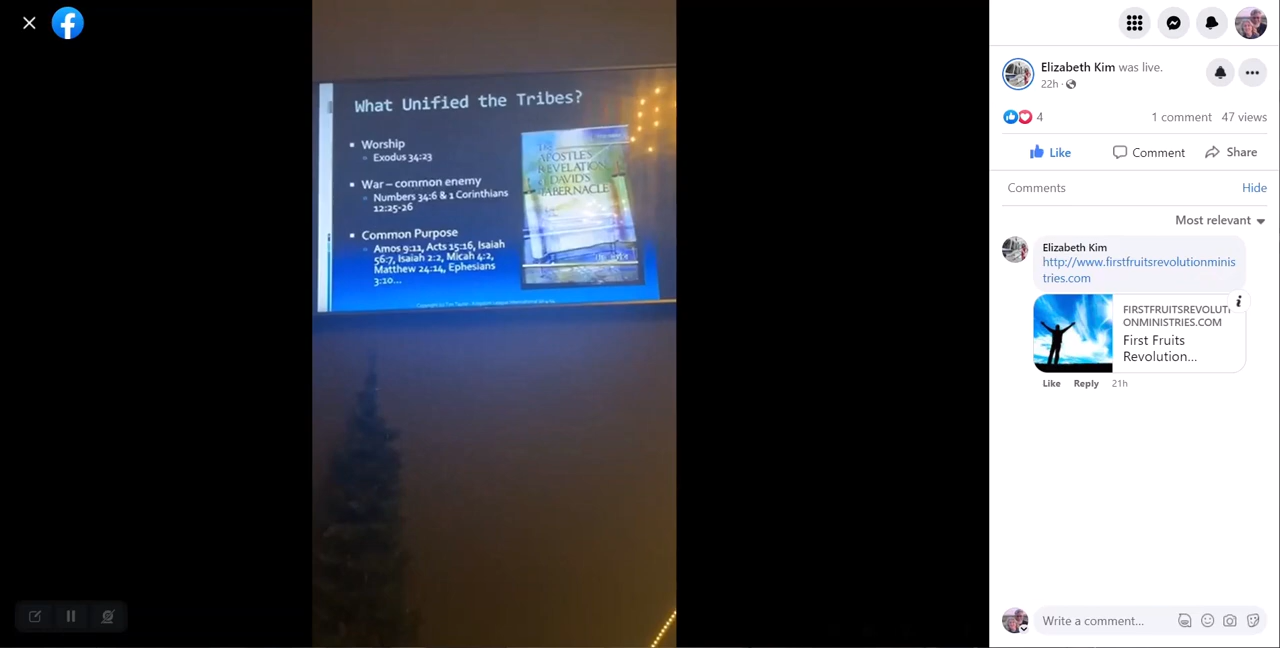 What Unified the Tribes?
Worship
Exodus 34:23
War – common enemy
Numbers 34:6 & 1 Corinthians
12:25-26
Common Purpose
Amos 9:11, Acts 15:16, Isaiah
56:7, Isaiah 2:2, Micah 4:2,
Matthew 24:14, Ephesians
3:10...
THE
APOSTLE'S
REVELATION
of DAVID'S
TABERNACLE
Elizabeth Kim was live.
22h ·
4
1 comment 47 views
Like Comment Share
Comments Hide
Most relevant
Elizabeth Kim
http://www.firstfruitsrevolutionminis
tries.com
FIRSTFRUITSREVOLUTI
ONMINISTRIES.COM
First Fruits
Revolution...
Like Reply 21h
Write a comment...